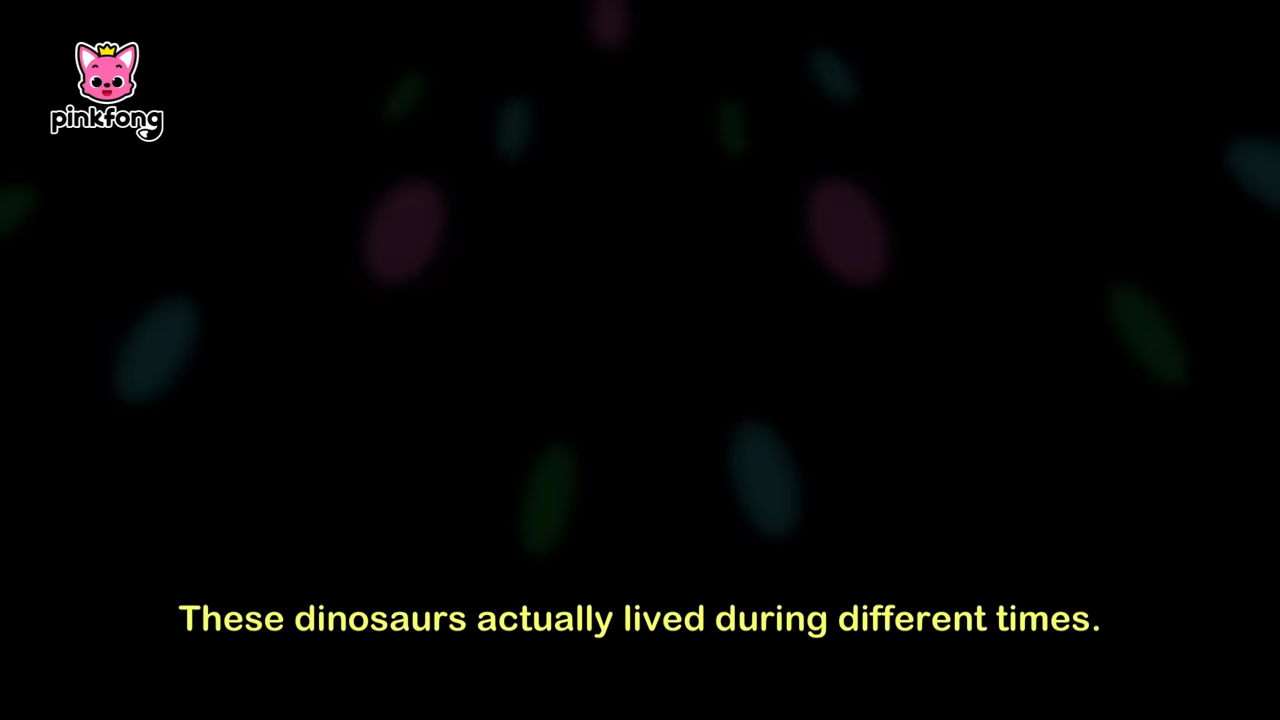 pinkfong
These dinosaurs actually lived during different times.